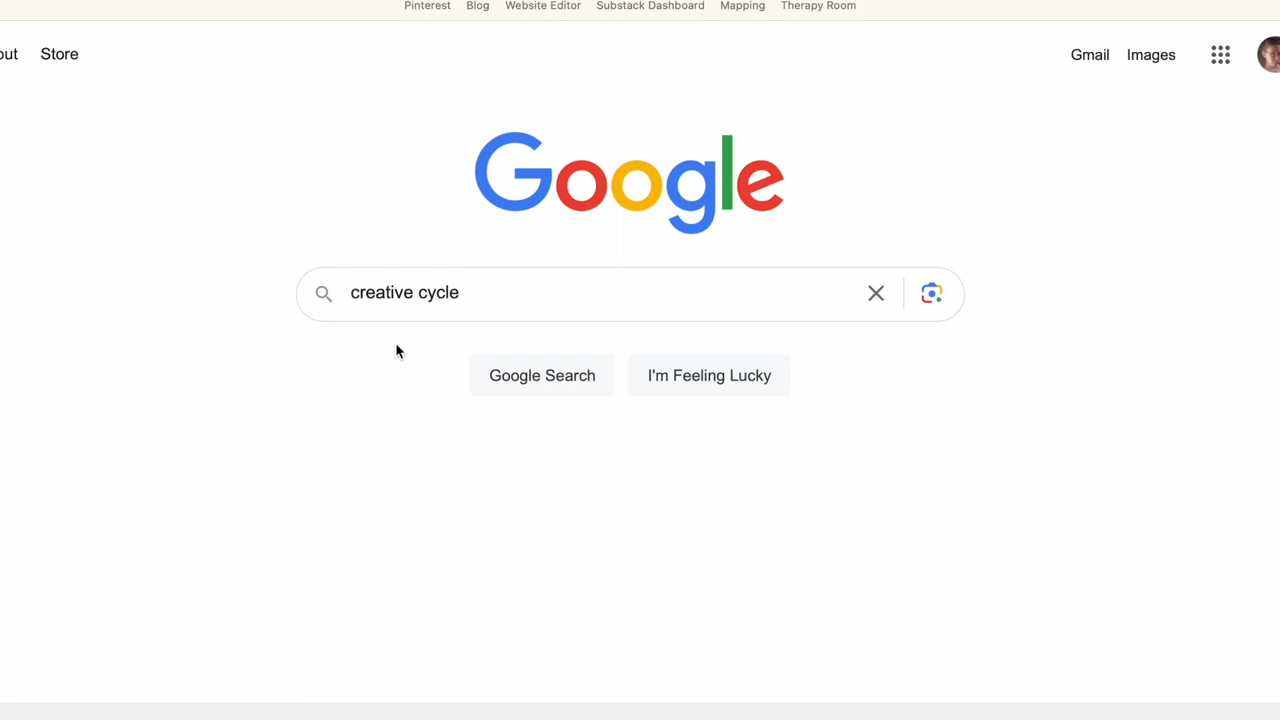 Pinterest Blog Website Editor Substack Dashboard Mapping Therapy Room
out Store Gmail Images
Google
creative cycle
Google Search I'm Feeling Lucky